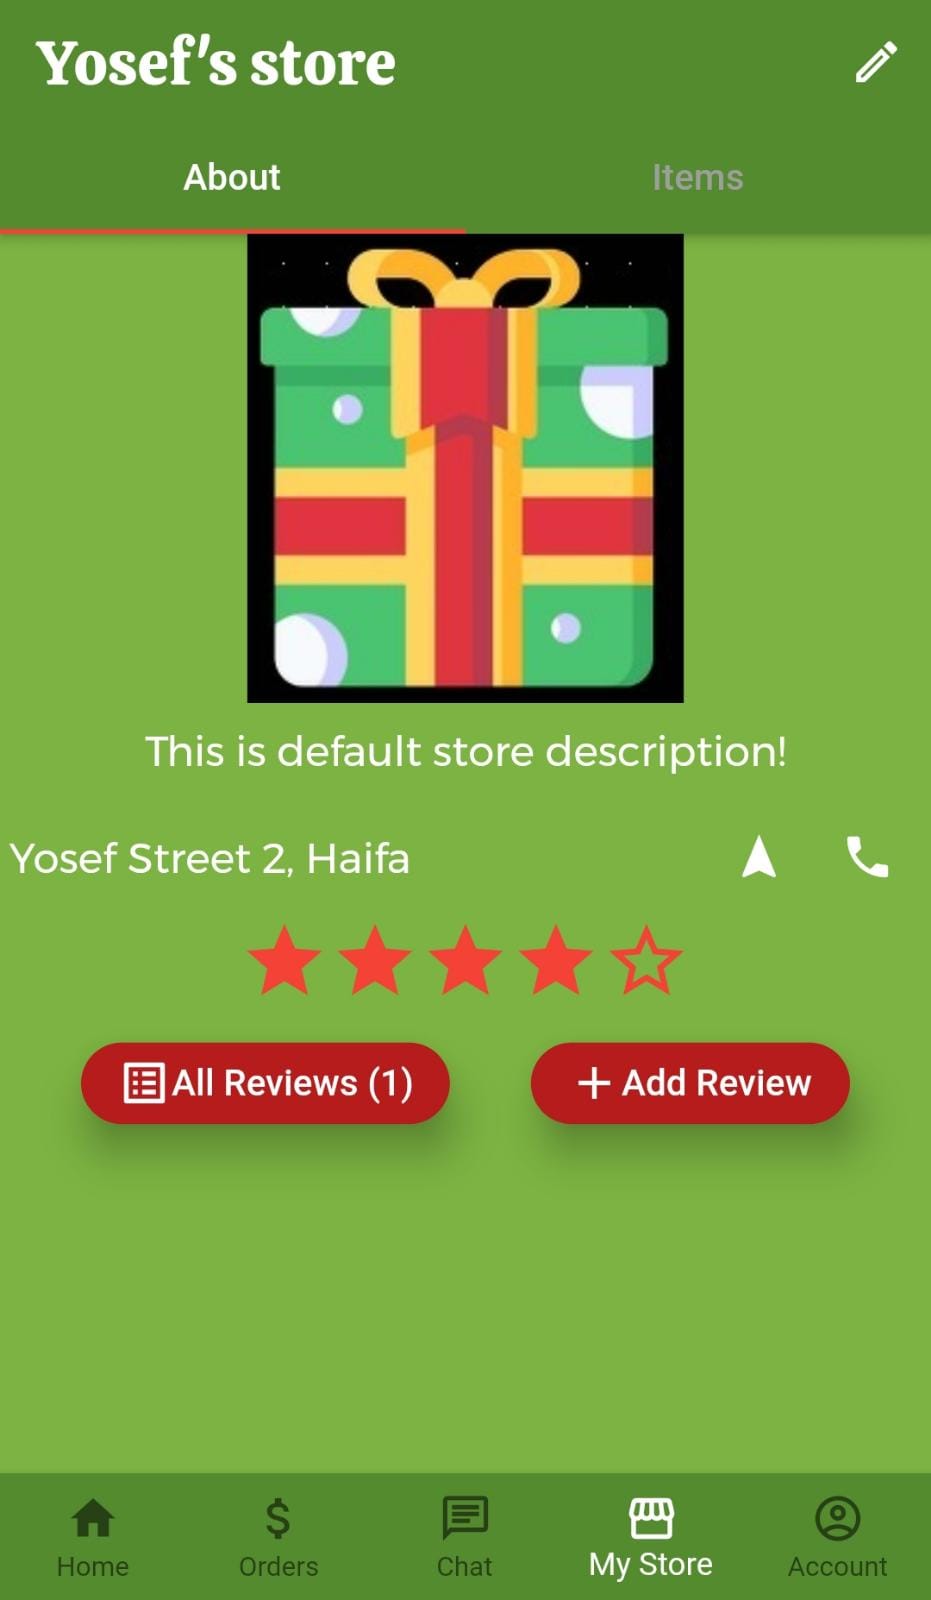 Yosef's store
About Items
This is default store description!
Yosef Street 2, Haifa
All Reviews (1) Add Review
Home Orders Chat My Store Account